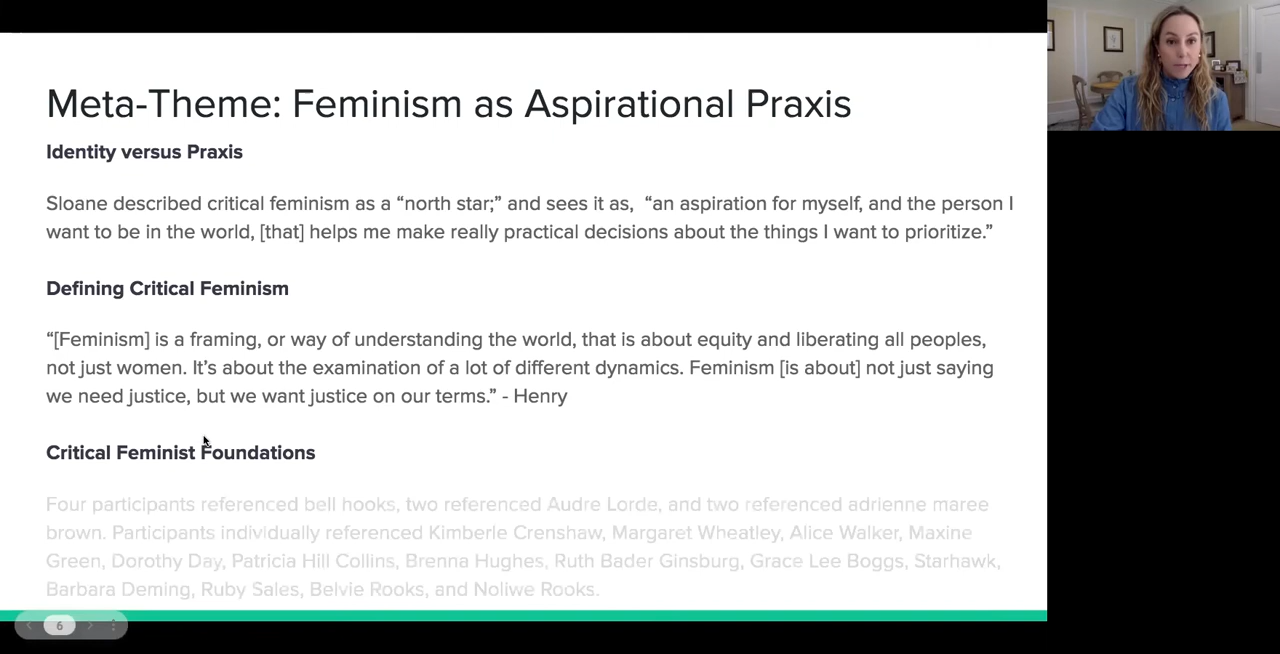 Meta-Theme: Feminism as Aspirational Praxis
Identity versus Praxis
Sloane described critical feminism as a “north star;” and sees it as,  “an aspiration for myself, and the person I
want to be in the world, [that] helps me make really practical decisions about the things I want to prioritize.”
Defining Critical Feminism
“[Feminism] is a framing, or way of understanding the world, that is about equity and liberating all peoples,
not just women. It’s about the examination of a lot of different dynamics. Feminism [is about] not just saying
we need justice, but we want justice on our terms.” - Henry
Critical Feminist Foundations
Four participants referenced bell hooks, two referenced Audre Lorde, and two referenced adrienne maree
brown. Participants individually referenced Kimberle Crenshaw, Margaret Wheatley, Alice Walker, Maxine
Green, Dorothy Day, Patricia Hill Collins, Brenna Hughes, Ruth Bader Ginsburg, Grace Lee Boggs, Starhawk,
Barbara Deming, Ruby Sales, Belvie Rooks, and Noliwe Rooks.
6